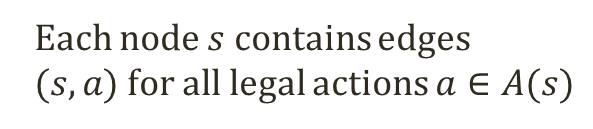 Each node s contains edges
(s, a) for all legal actions a ∈ A(s)